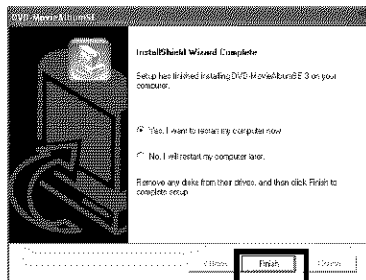 DVD-MovieAlbumSE
InstallShield Wizard Complete
Setup has finished installing DVD-MovieAlbumSE 3 on your
computer.
Yes, I want to restart my computer now.
No, I will restart my computer later.
Remove any disks from their drives, and then click Finish to
complete setup.
< Back Finish Cancel